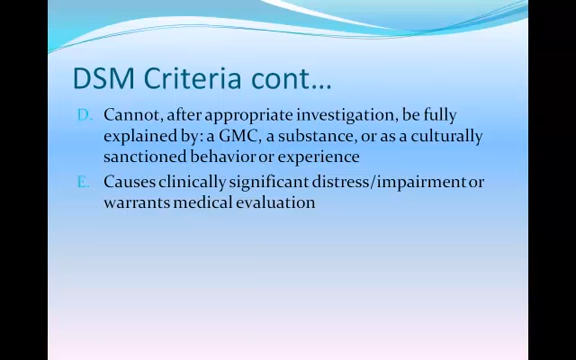 DSM Criteria cont…
D. Cannot, after appropriate investigation, be fully
explained by: a GMC, a substance, or as a culturally
sanctioned behavior or experience
E. Causes clinically significant distress/impairment or
warrants medical evaluation